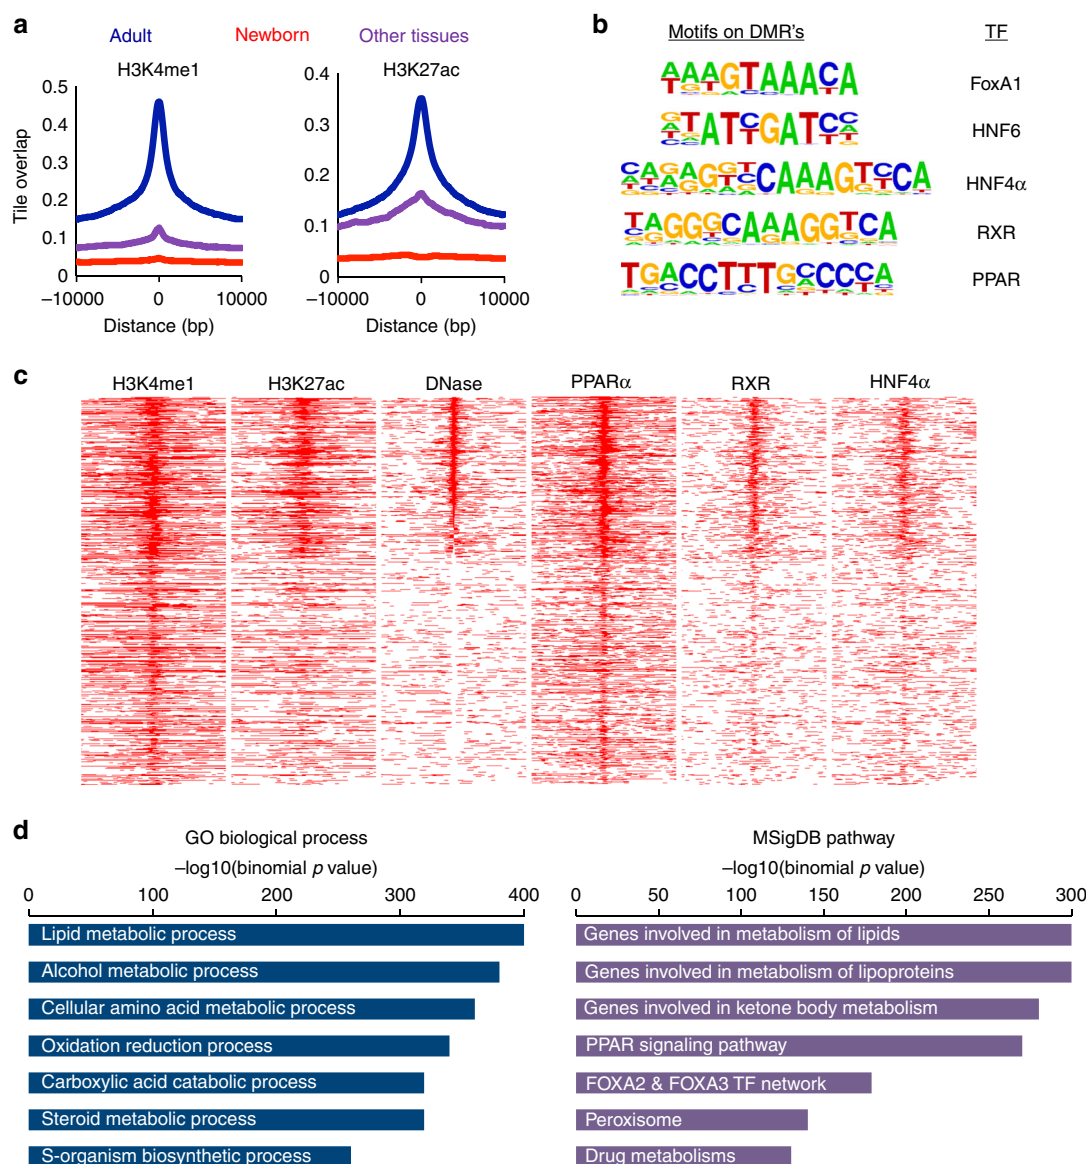 a
Adult Newborn Other tissues
H3K4me1
0.5
0.4
0.3
0.2
0.1
0
Tile overlap
−10000 0 10000
Distance (bp)
H3K27ac
0.4
0.3
0.2
0.1
0
−10000 0 10000
Distance (bp)
b
Motifs on DMR's TF
FoxA1
HNF6
HNF4α
RXR
PPAR
c
H3K4me1 H3K27ac DNase PPARα RXR HNF4α
d
GO biological process
−log10(binomial p value)
0 100 200 300 400
Lipid metabolic process
Alcohol metabolic process
Cellular amino acid metabolic process
Oxidation reduction process
Carboxylic acid catabolic process
Steroid metabolic process
S-organism biosynthetic process
MSigDB pathway
−log10(binomial p value)
0 50 100 150 200 250 300
Genes involved in metabolism of lipids
Genes involved in metabolism of lipoproteins
Genes involved in ketone body metabolism
PPAR signaling pathway
FOXA2 & FOXA3 TF network
Peroxisome
Drug metabolisms